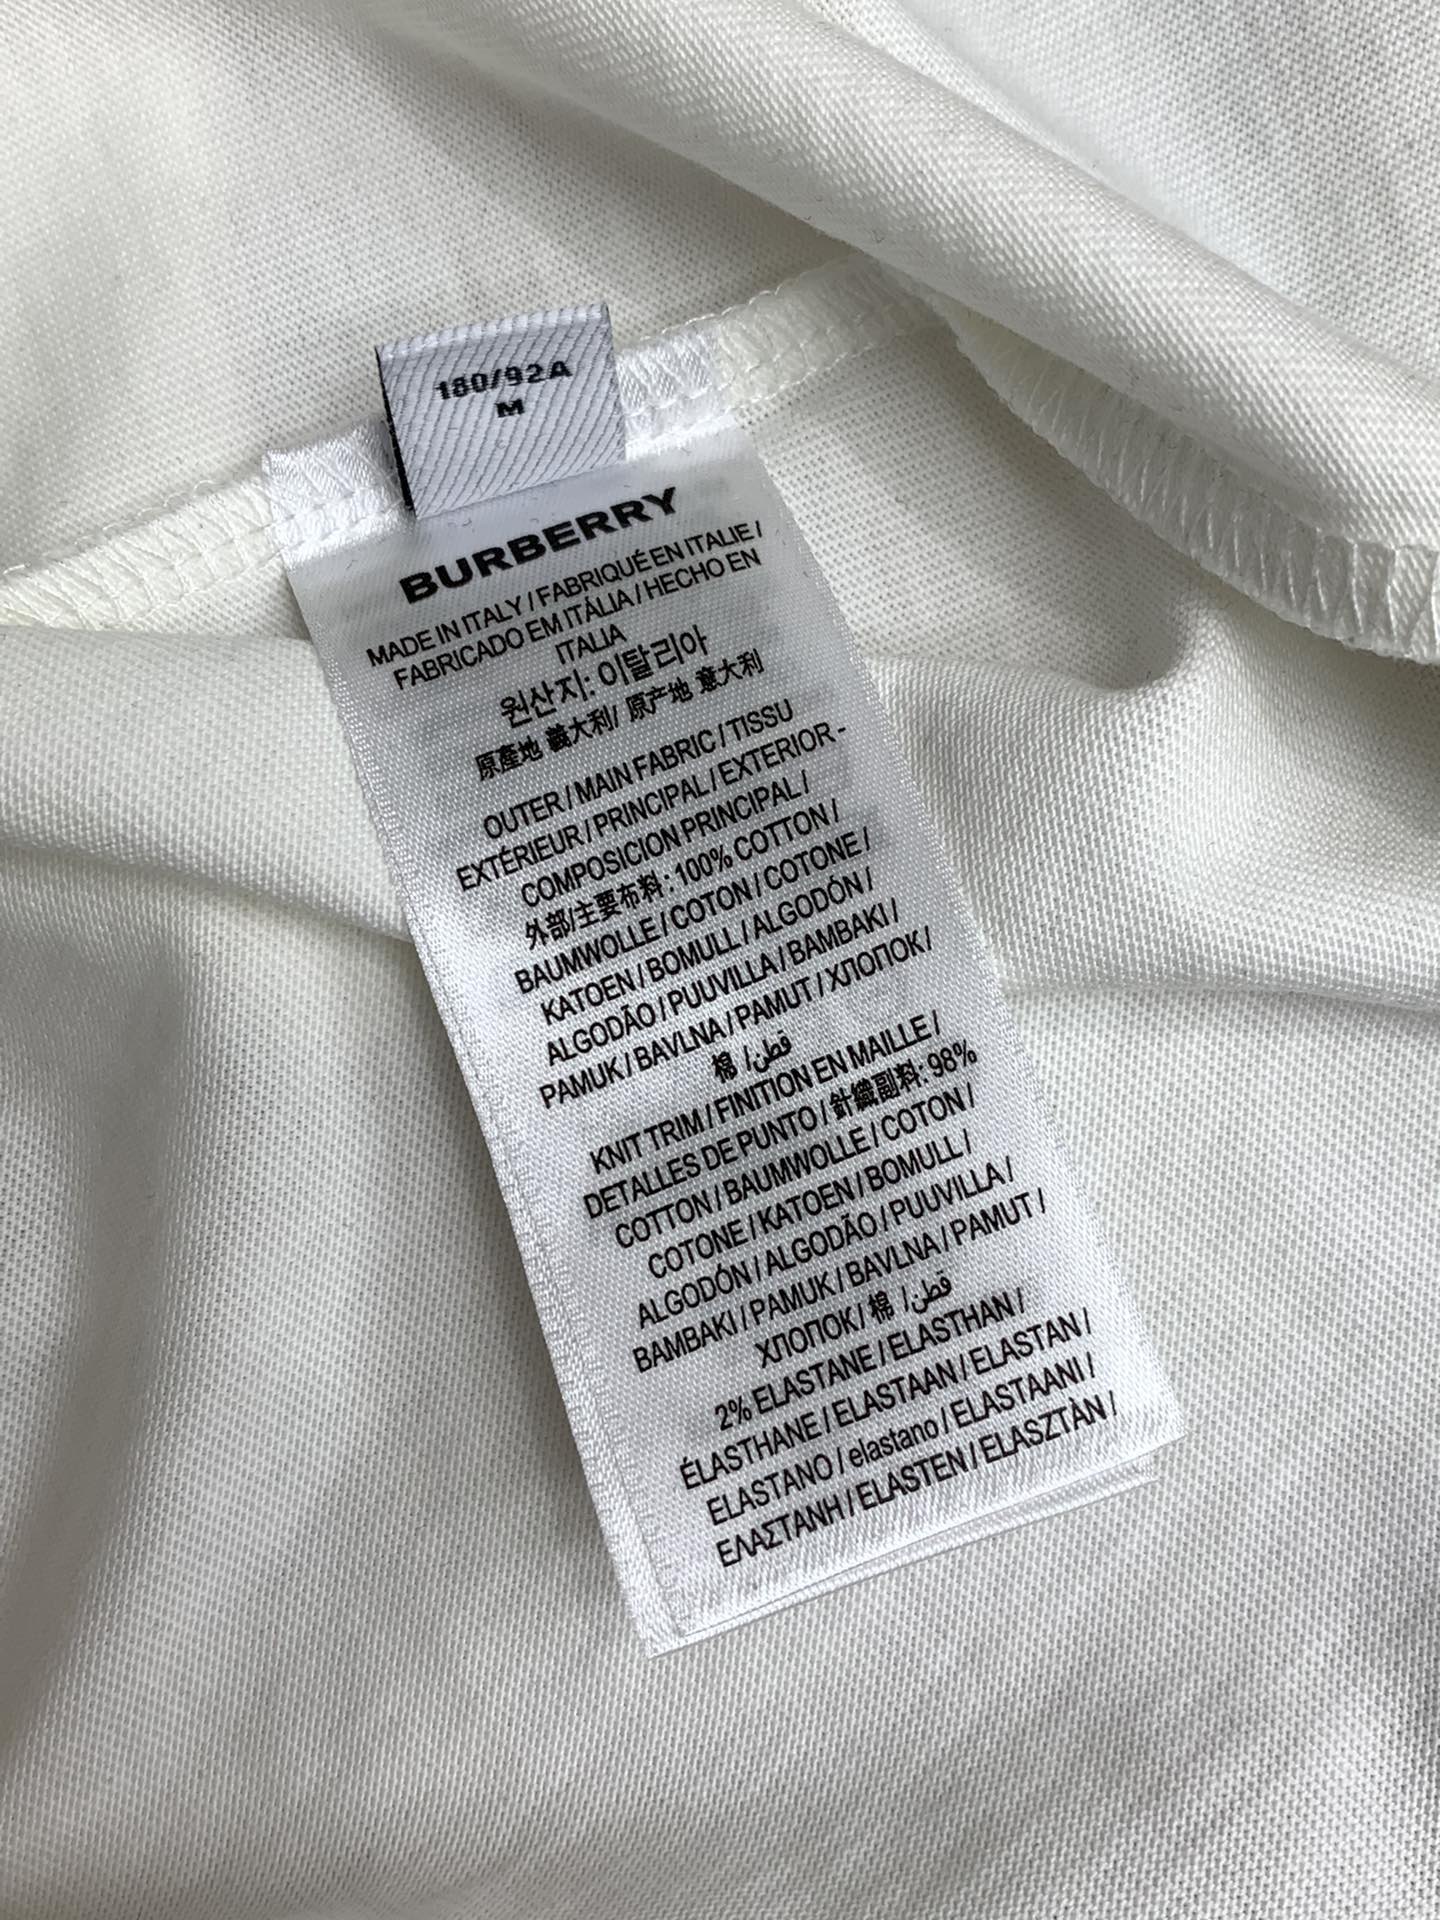 180/92A
M
BURBERRY
MADE IN ITALY / FABRIQUÉ EN ITALIE /
FABRICADO EM ITÁLIA / HECHO EN
ITALIA
원산지: 이탈리아
原產地 義大利/ 原产地 意大利
OUTER / MAIN FABRIC / TISSU
EXTÉRIEUR / PRINCIPAL / EXTERIOR -
COMPOSICION PRINCIPAL /
外部/主要布料: 100% COTTON /
BAUMWOLLE / COTON / COTONE /
KATOEN / BOMULL / ALGODÓN /
ALGODÃO / PUUVILLA / BAMBAKI /
PAMUK / BAVLNA / PAMUT / ХЛОПОК /
棉 /قطن
KNIT TRIM / FINITION EN MAILLE /
DETALLES DE PUNTO / 針織副料: 98%
COTTON / BAUMWOLLE / COTON /
COTONE / KATOEN / BOMULL /
ALGODÓN / ALGODÃO / PUUVILLA /
BAMBAKI / PAMUK / BAVLNA / PAMUT /
ХЛОПОК / 棉 /قطن
2% ELASTANE / ELASTHAN /
ÉLASTHANE / ELASTAAN / ELASTAN /
ELASTANO / elastano / ELASTAANI /
ΕΛΑΣΤΑΝΗ / ELASTEN / ELASZTÀN /